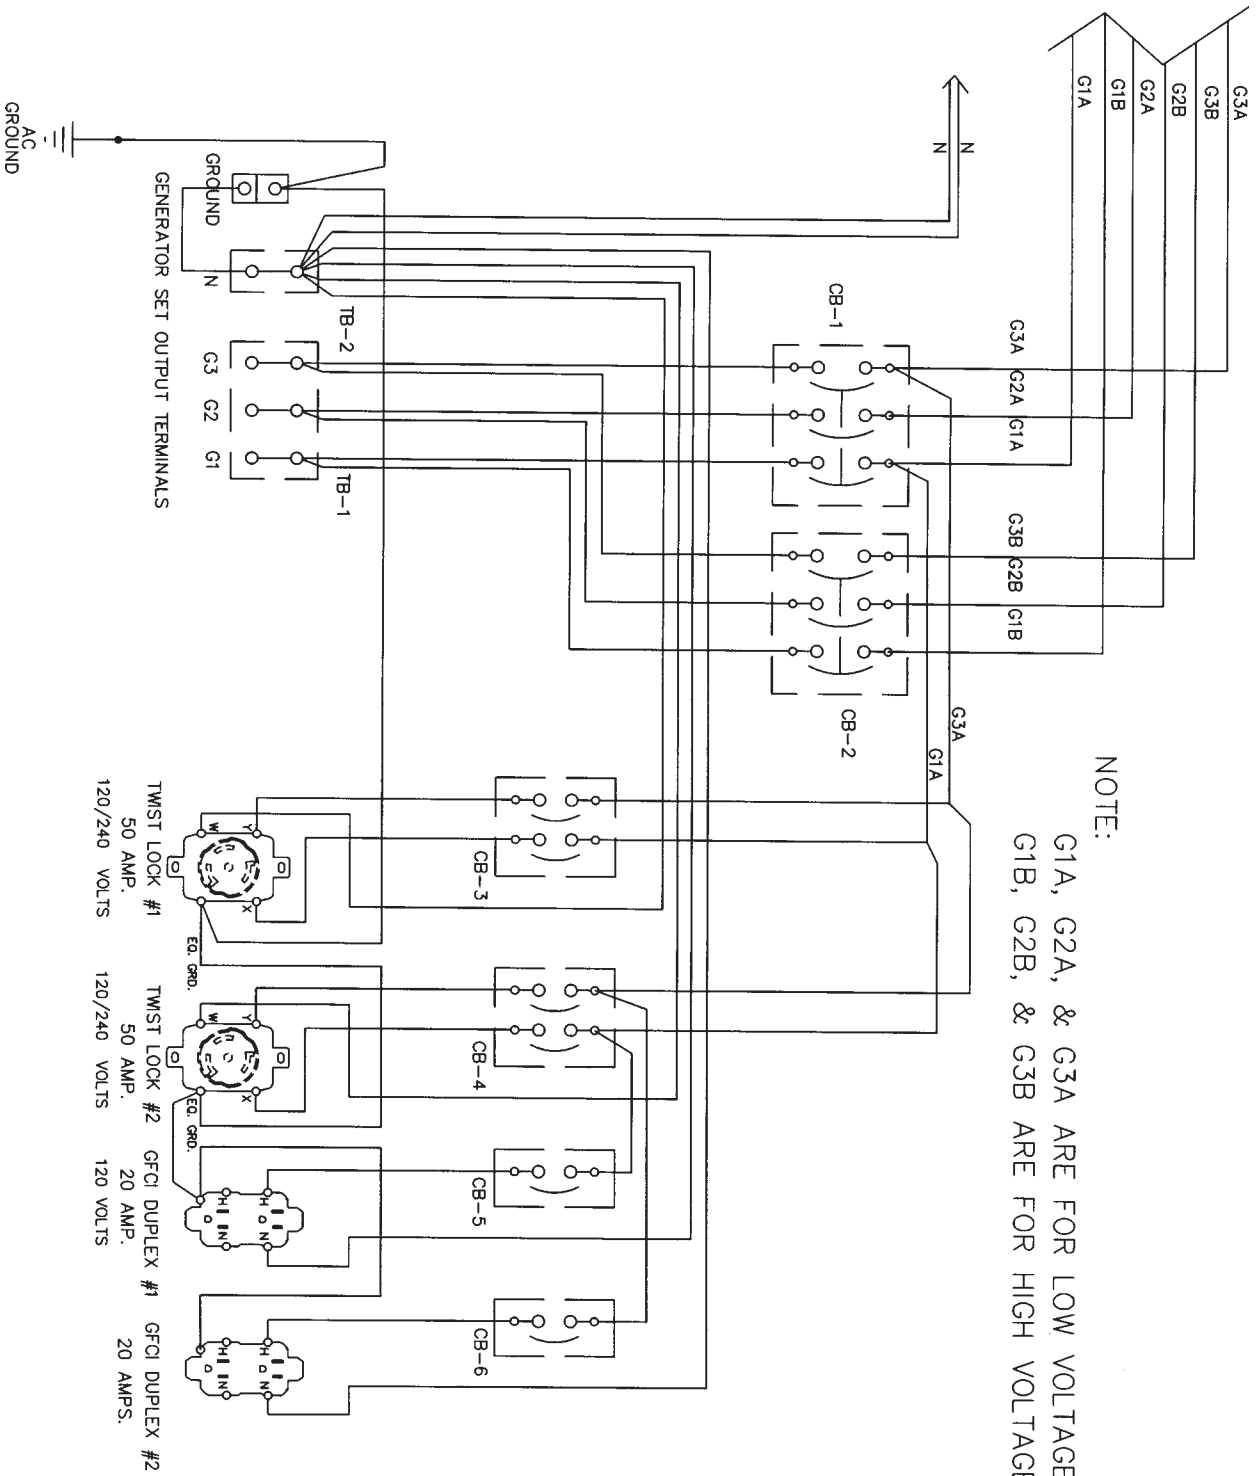 G3A
G3B
G2B
G2A
G1B
G1A
N
N
NOTE:
G1A, G2A, & G3A ARE FOR LOW VOLTAGE
G1B, G2B, & G3B ARE FOR HIGH VOLTAGE
G3A
G2A
G1A
G3B
G2B
G1B
G3A
G1A
CB-1
CB-2
CB-3
CB-4
CB-5
CB-6
TB-2
TB-1
GROUND
N
G3
G2
G1
GENERATOR SET OUTPUT TERMINALS
AC
GROUND
W
Y
X
EQ. GRD.
W
Y
X
EQ. GRD.
H
N
H
N
H
N
H
N
TWIST LOCK #1
50 AMP.
120/240 VOLTS
TWIST LOCK #2
50 AMP.
120/240 VOLTS
GFCI DUPLEX #1
20 AMP.
120 VOLTS
GFCI DUPLEX #2
20 AMPS.